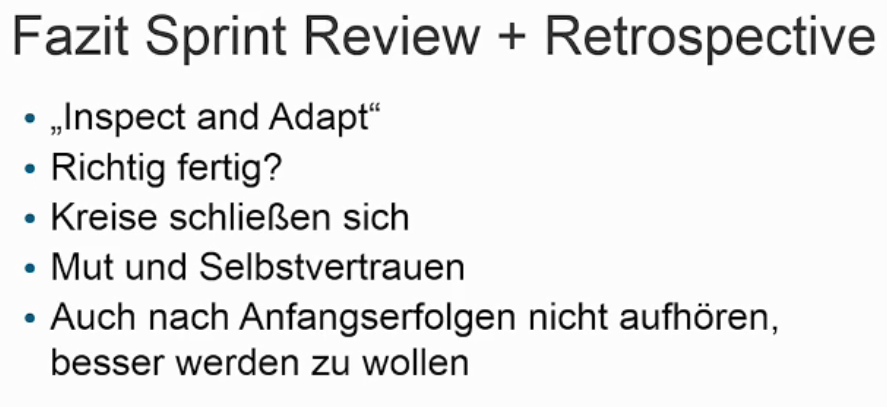 Fazit Sprint Review + Retrospective
• „Inspect and Adapt“
• Richtig fertig?
• Kreise schließen sich
• Mut und Selbstvertrauen
• Auch nach Anfangserfolgen nicht aufhören,
besser werden zu wollen